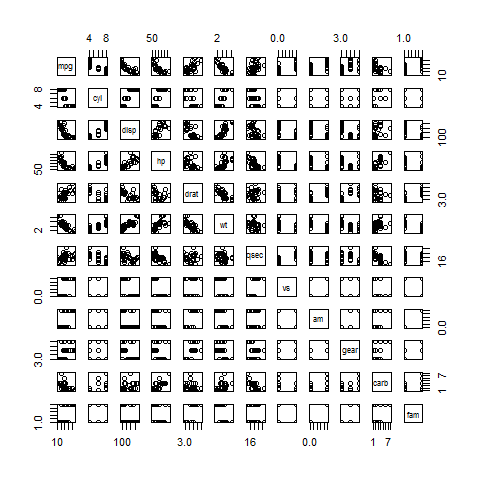 4 8 50 2 0.0 3.0 1.0
mpg 10
8 4 cyl
disp 100
50 hp
drat 3.0
2 wt
qsec 16
0.0 vs
am 0.0
3.0 gear
carb 1 7
1.0 fam
10 100 3.0 16 0.0 1 7